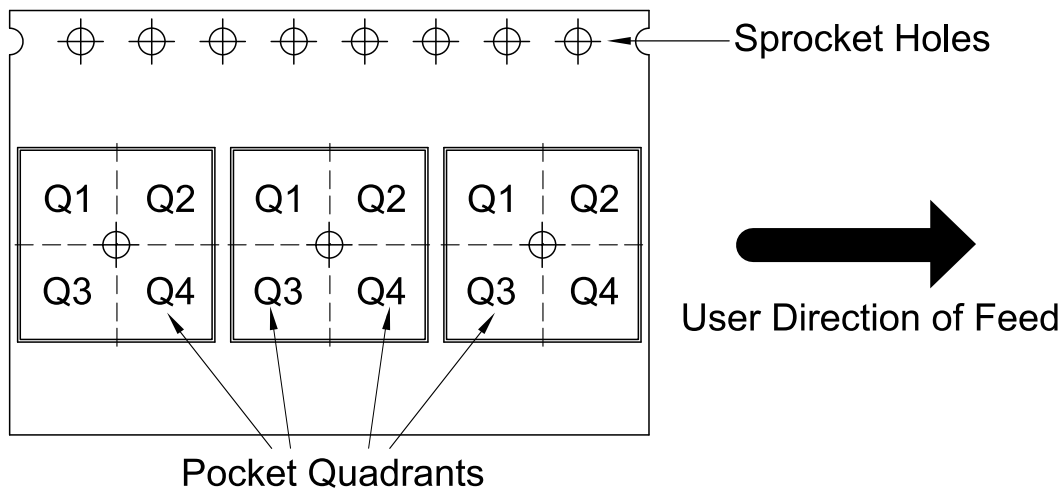 Sprocket Holes
Q1 Q2 Q1 Q2 Q1 Q2
Q3 Q4 Q3 Q4 Q3 Q4
User Direction of Feed
Pocket Quadrants